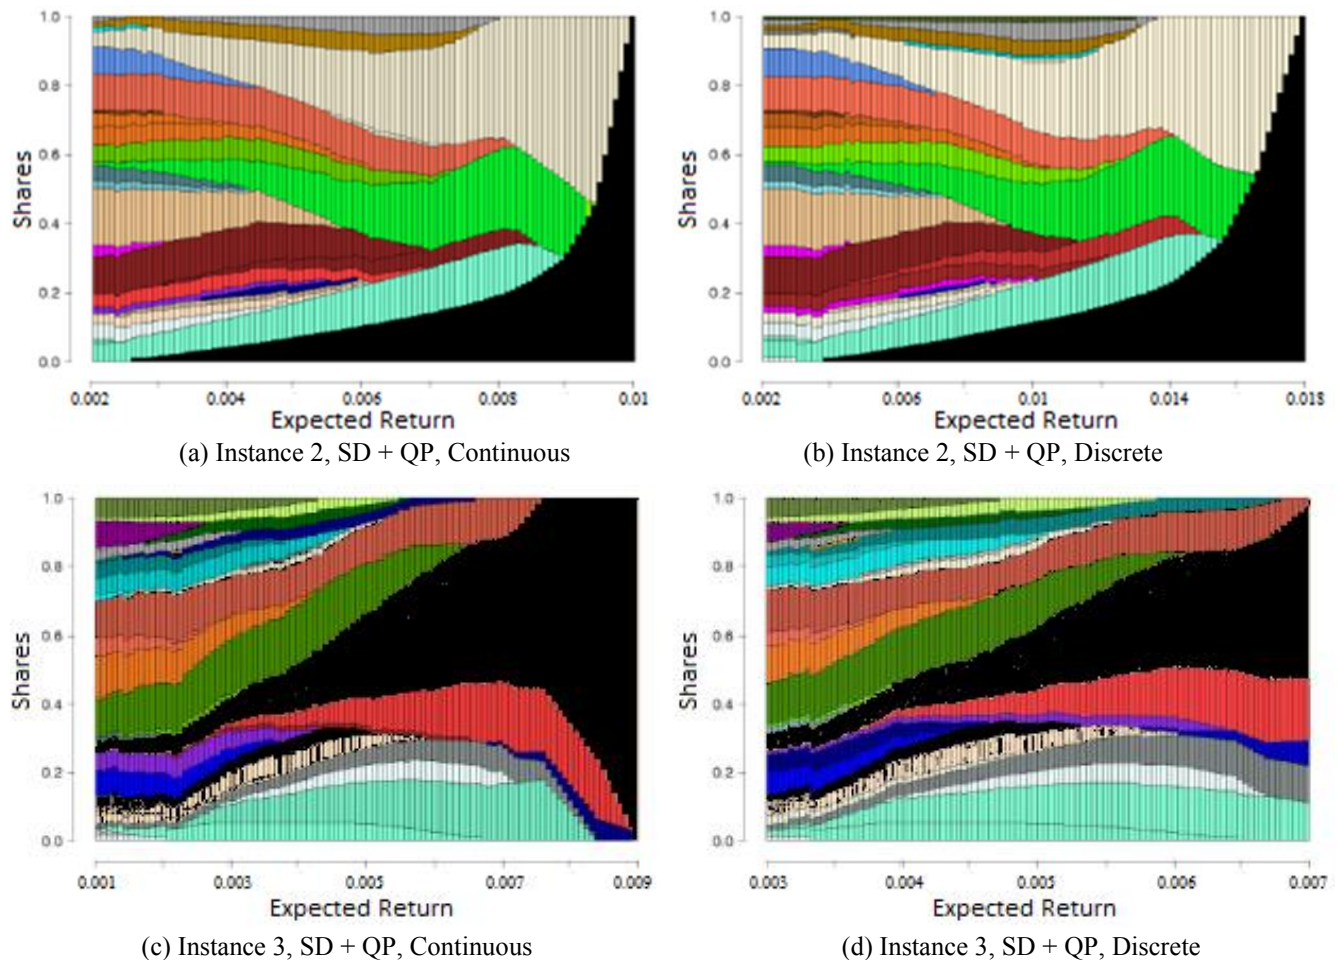 1.0
0.8
0.6
0.4
0.2
0.0
Shares
0.002 0.004 0.006 0.008 0.01
Expected Return
(a) Instance 2, SD + QP, Continuous
1.0
0.8
0.6
0.4
0.2
0.0
Shares
0.002 0.006 0.01 0.014 0.018
Expected Return
(b) Instance 2, SD + QP, Discrete
1.0
0.8
0.6
0.4
0.2
0.0
Shares
0.001 0.003 0.005 0.007 0.009
Expected Return
(c) Instance 3, SD + QP, Continuous
1.0
0.8
0.6
0.4
0.2
0.0
Shares
0.003 0.004 0.005 0.006 0.007
Expected Return
(d) Instance 3, SD + QP, Discrete